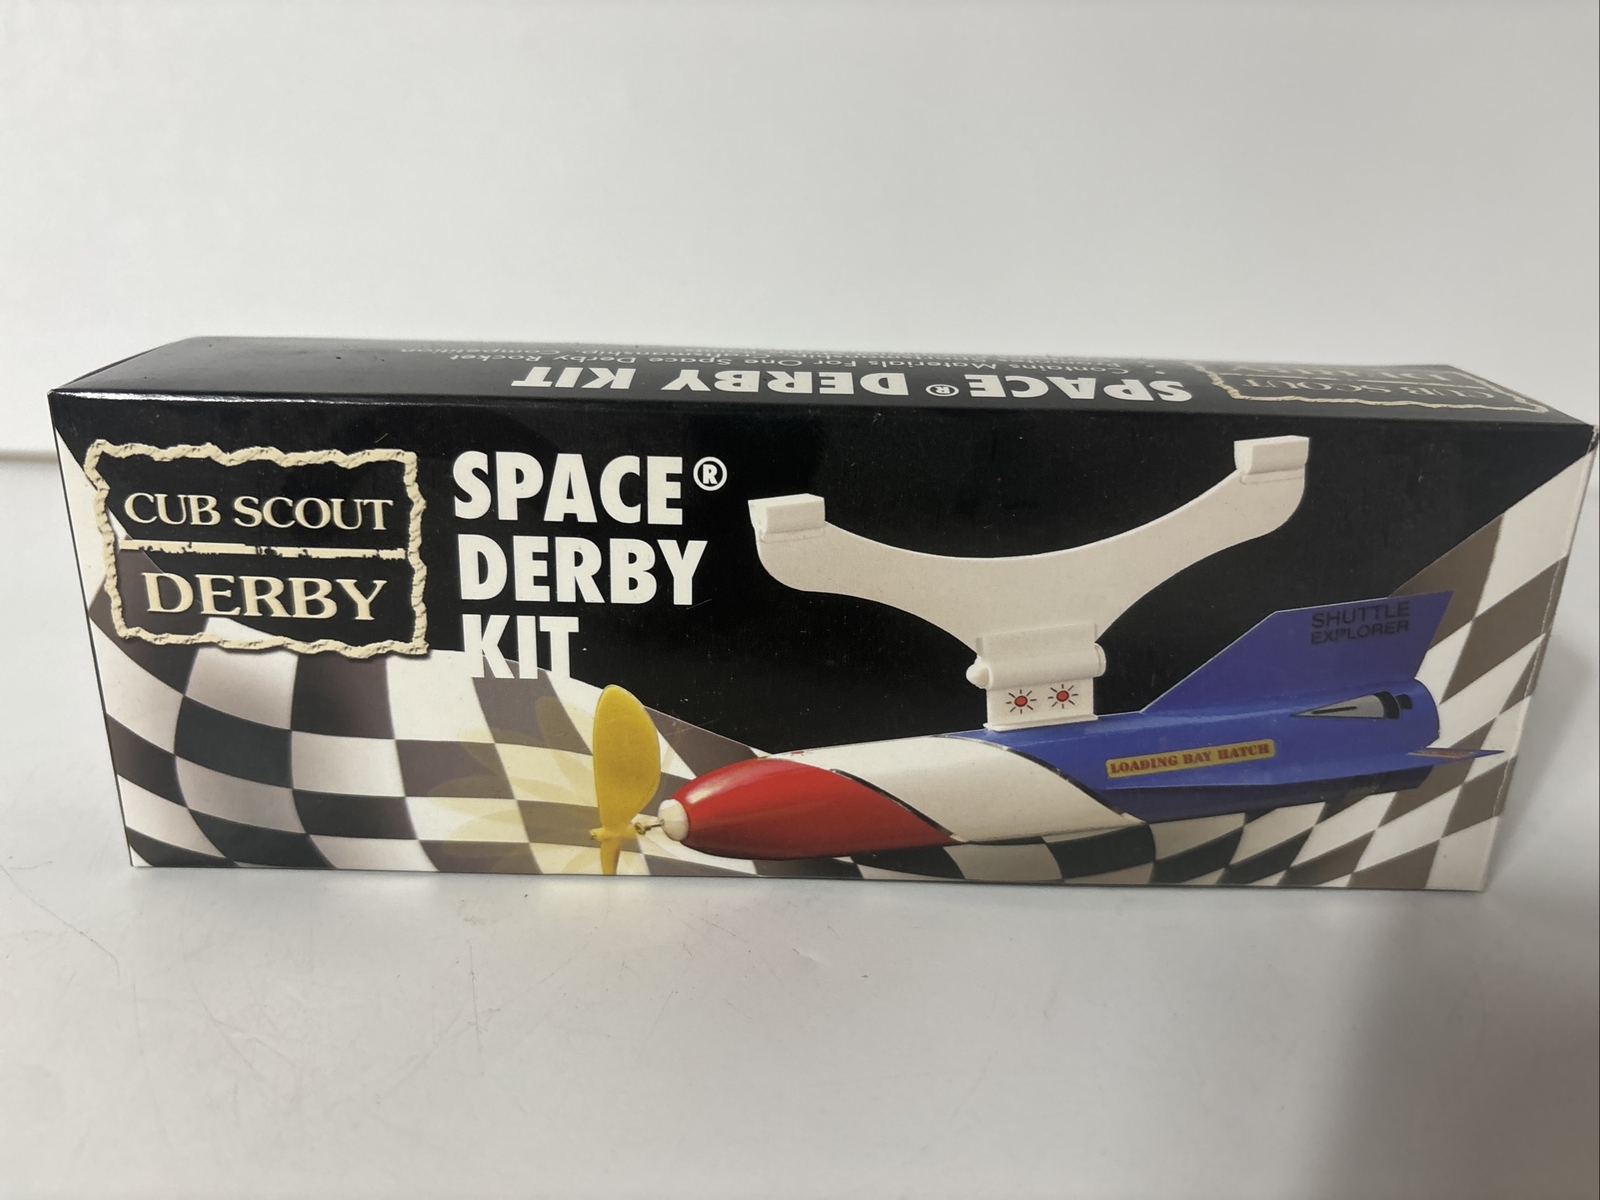 • Contains Materials For One Space Derby Rocket
SPACE® DERBY KIT
CUB SCOUT
DERBY
CUB SCOUT
DERBY
SPACE®
DERBY
KIT
SHUTTLE
EXPLORER
LOADING BAY HATCH